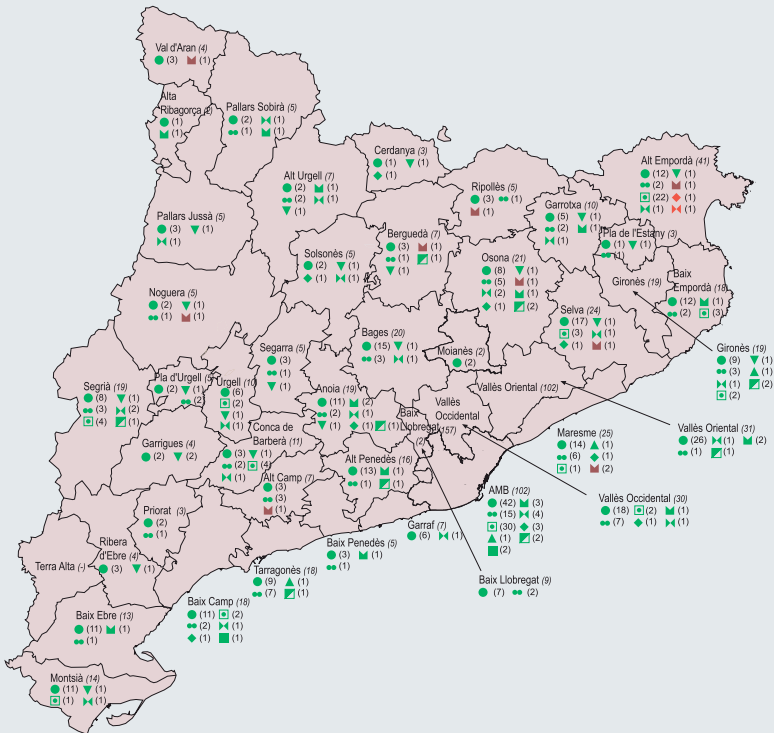 Val d'Aran (4)
(3) (1)
Alta
Ribagorça
(1)
(1)
Pallars Sobirà (5)
(2) (1)
(1) (1)
Cerdanya (3)
(1) (1)
(1)
Alt Urgell (7)
(2) (1)
(2) (1)
(1)
Ripollès (5)
(3) (1)
(1)
Alt Empordà (41)
(12) (1)
(2) (1)
(22) (1)
(1) (1)
Garrotxa (10)
(5) (1)
(2) (1)
(1)
Pla de l'Estany (3)
(1) (1)
(1)
Pallars Jussà (5)
(3) (1)
(1)
Berguedà (7)
(3) (1)
(1) (1)
(1)
Solsonès (5)
(2) (1)
(1) (1)
Osona (21)
(8) (1)
(5) (1)
(2) (1)
(1) (2)
Gironès (19)
Baix
Empordà (18)
(12) (1)
(2) (3)
Noguera (5)
(2) (1)
(1) (1)
Selva (24)
(17) (1)
(3) (1)
(1) (1)
Bages (20)
(15) (1)
(3) (1)
Moianès (2)
(2)
Segarra (5)
(3)
(1)
(1)
Gironès (19)
(9) (1)
(3) (1)
(1) (2)
(2)
Segrià (19)
(8) (1)
(3) (2)
(4) (1)
Pla d'Urgell (5)
(2) (1)
(2)
Urgell (10)
(6)
(2)
(1)
(1)
Anoia (19)
(11) (2)
(2) (1)
(1) (1) (1)
Vallès Oriental (102)
Vallès
Occidental
(157)
Baix
Llobregat
(2)
Garrigues (4)
(2) (2)
Conca de
Barberà (11)
(3) (1)
(2) (4)
(1)
Maresme (25)
(14) (1)
(6) (1)
(1) (2)
Vallès Oriental (31)
(26) (1) (2)
(1) (1)
Alt Penedès (16)
(13) (1)
(1) (1)
Alt Camp (7)
(3)
(3)
(1)
AMB (102)
(42) (3)
(15) (4)
(30) (3)
(1) (2)
(2)
Vallès Occidental (30)
(18) (2) (1)
(7) (1) (1)
Priorat (3)
(2)
(1)
Garraf (7)
(6) (1)
Baix Penedès (5)
(3) (1)
(1)
Ribera
d'Ebre (4)
(3) (1)
Terra Alta (-)
Tarragonès (18)
(9) (1)
(7) (1)
Baix Llobregat (9)
(7) (2)
Baix Camp (18)
(11) (2)
(2) (1)
(1) (1)
Baix Ebre (13)
(11) (1)
(1)
Montsià (14)
(11) (1)
(1) (1)